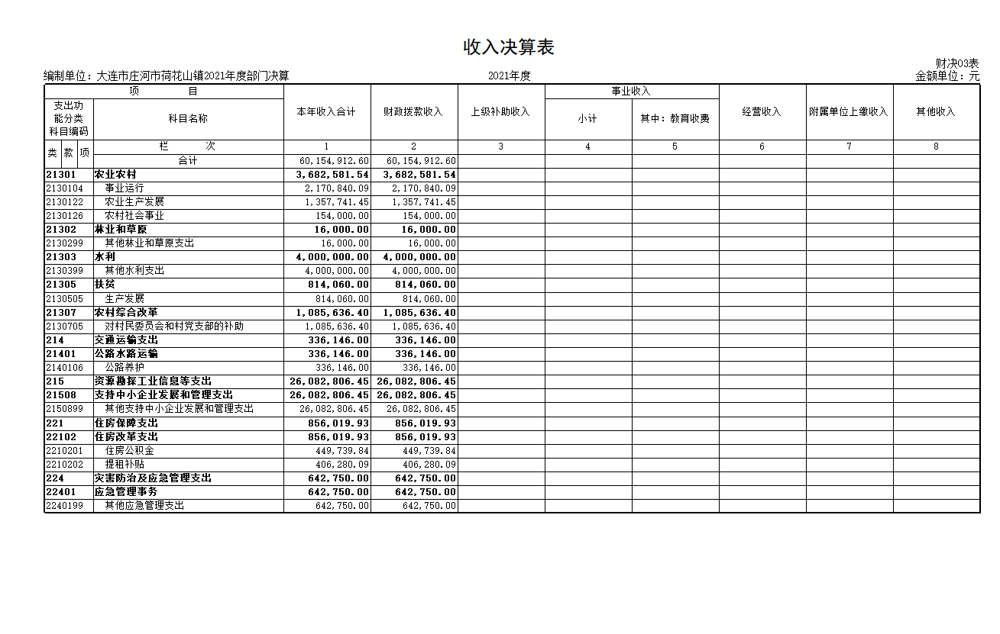 收入决算表
财决03表
编制单位：大连市庄河市荷花山镇2021年度部门决算 2021年度 金额单位：元
项 目 本年收入合计 财政拨款收入 上级补助收入 事业收入 经营收入 附属单位上缴收入 其他收入
支出功能分类科目编码 科目名称 小计 其中：教育收费
类 款 项 栏 次 1 2 3 4 5 6 7 8
合计 60,154,912.60 60,154,912.60
21301 农业农村 3,682,581.54 3,682,581.54
2130104 事业运行 2,170,840.09 2,170,840.09
2130122 农业生产发展 1,357,741.45 1,357,741.45
2130126 农村社会事业 154,000.00 154,000.00
21302 林业和草原 16,000.00 16,000.00
2130299 其他林业和草原支出 16,000.00 16,000.00
21303 水利 4,000,000.00 4,000,000.00
2130399 其他水利支出 4,000,000.00 4,000,000.00
21305 扶贫 814,060.00 814,060.00
2130505 生产发展 814,060.00 814,060.00
21307 农村综合改革 1,085,636.40 1,085,636.40
2130705 对村民委员会和村党支部的补助 1,085,636.40 1,085,636.40
214 交通运输支出 336,146.00 336,146.00
21401 公路水路运输 336,146.00 336,146.00
2140106 公路养护 336,146.00 336,146.00
215 资源勘探工业信息等支出 26,082,806.45 26,082,806.45
21508 支持中小企业发展和管理支出 26,082,806.45 26,082,806.45
2150899 其他支持中小企业发展和管理支出 26,082,806.45 26,082,806.45
221 住房保障支出 856,019.93 856,019.93
22102 住房改革支出 856,019.93 856,019.93
2210201 住房公积金 449,739.84 449,739.84
2210202 提租补贴 406,280.09 406,280.09
224 灾害防治及应急管理支出 642,750.00 642,750.00
22401 应急管理事务 642,750.00 642,750.00
2240199 其他应急管理支出 642,750.00 642,750.00